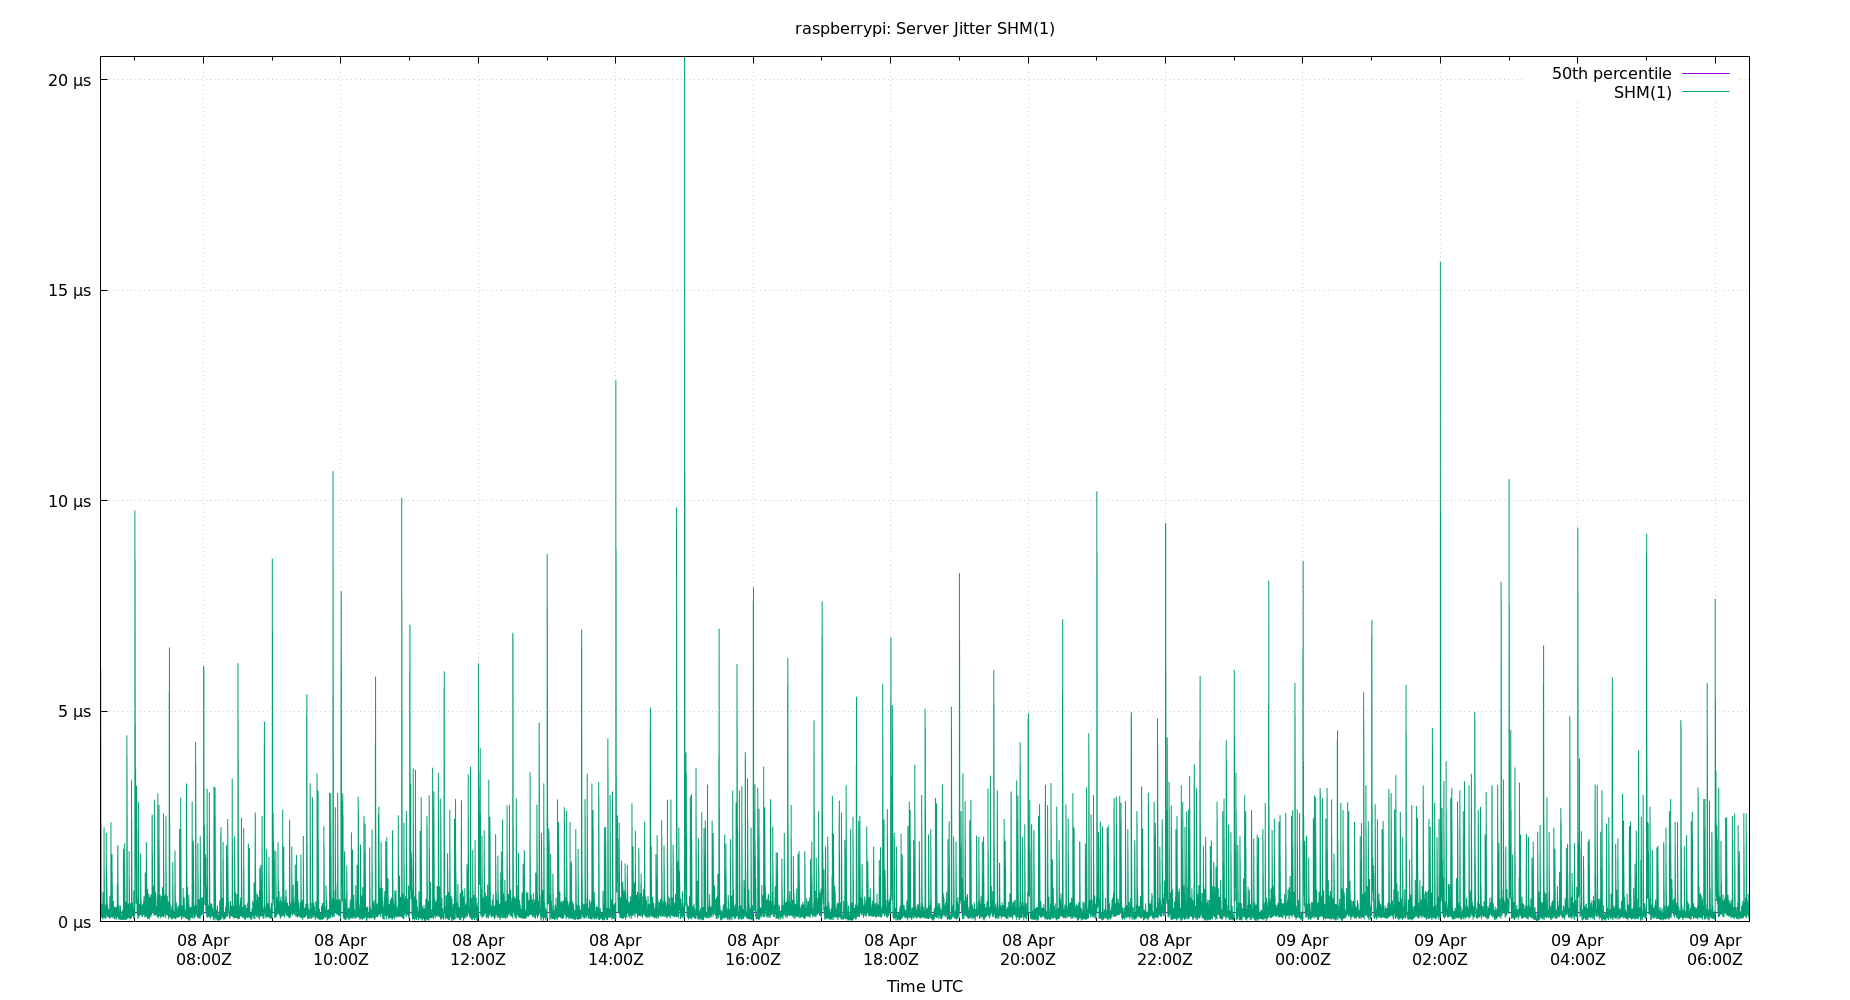 raspberrypi: Server Jitter SHM(1)
50th percentile
SHM(1)
20 µs
15 µs
10 µs
5 µs
0 µs
08 Apr 08 Apr 08 Apr 08 Apr 08 Apr 08 Apr 08 Apr 08 Apr 09 Apr 09 Apr 09 Apr 09 Apr
08:00Z 10:00Z 12:00Z 14:00Z 16:00Z 18:00Z 20:00Z 22:00Z 00:00Z 02:00Z 04:00Z 06:00Z
Time UTC